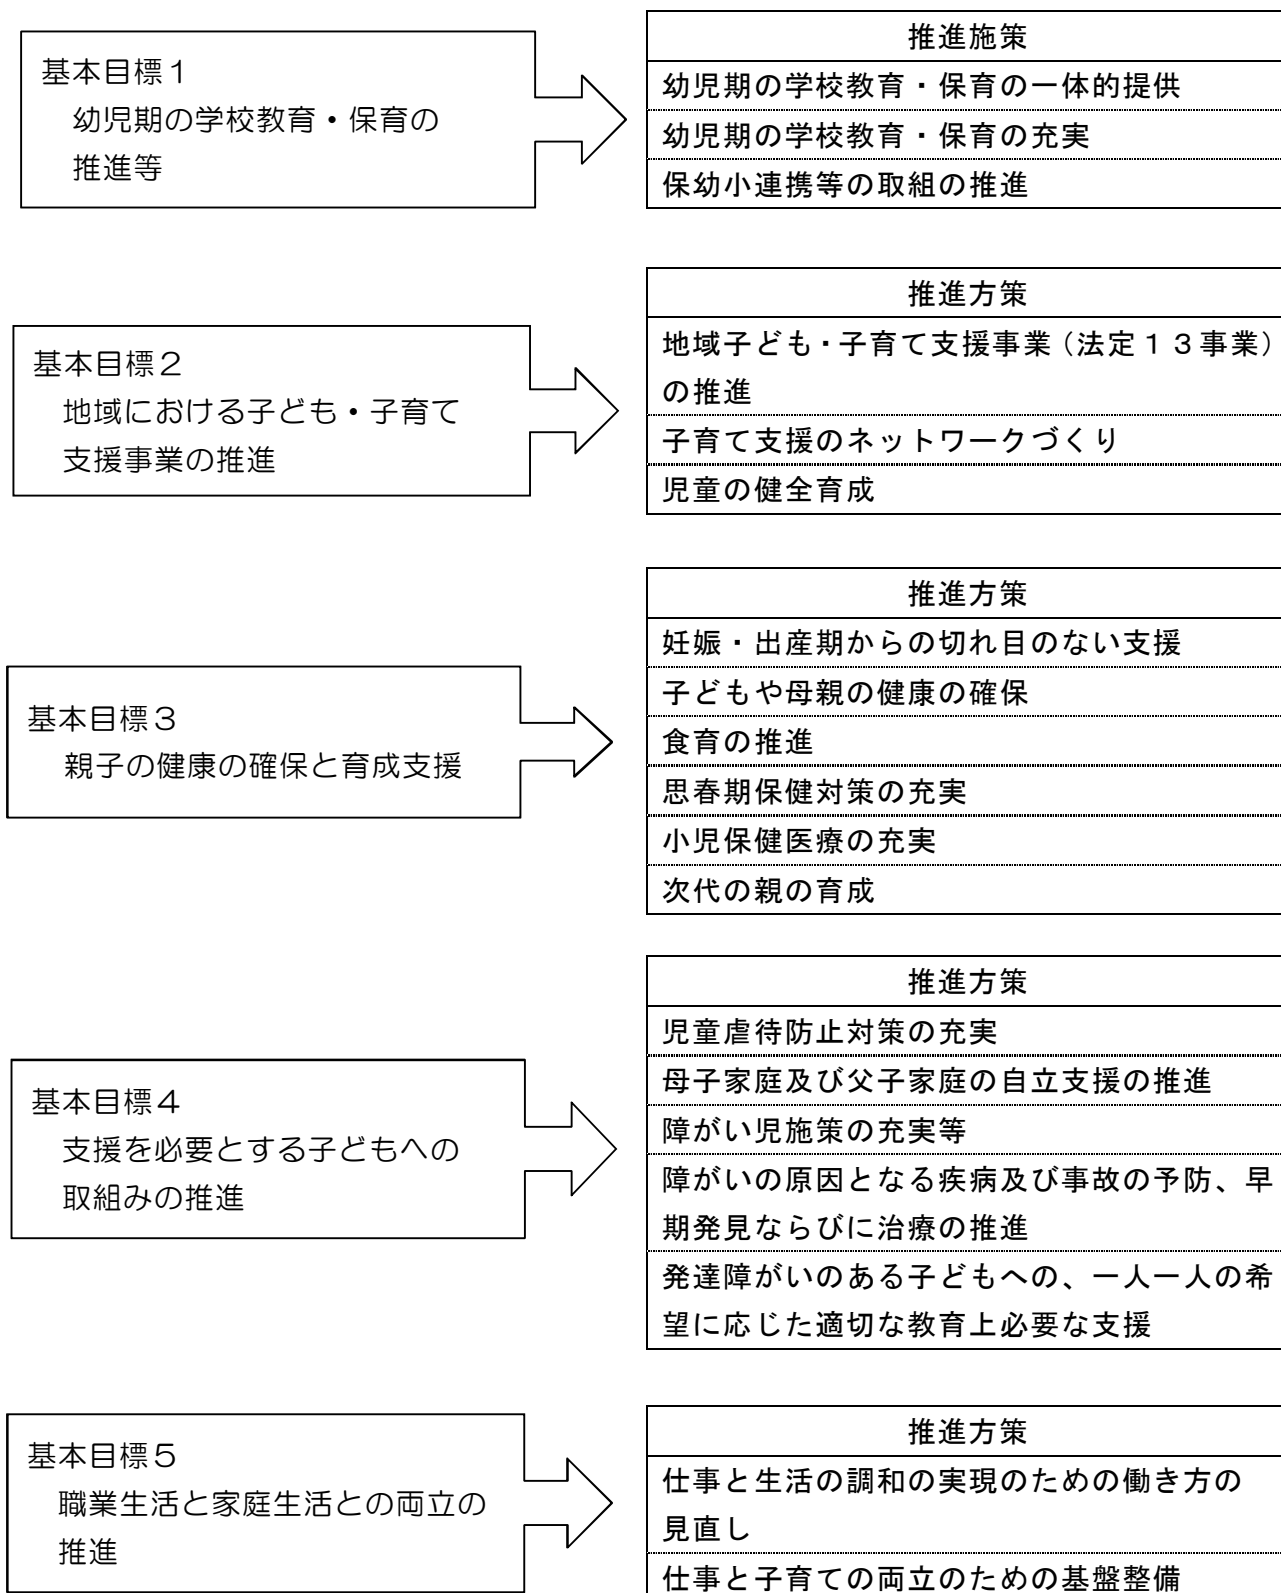 基本目標１
幼児期の学校教育・保育の
推進等
推進施策
幼児期の学校教育・保育の一体的提供
幼児期の学校教育・保育の充実
保幼小連携等の取組の推進
基本目標２
地域における子ども・子育て
支援事業の推進
推進方策
地域子ども・子育て支援事業（法定１３事業）
の推進
子育て支援のネットワークづくり
児童の健全育成
基本目標３
親子の健康の確保と育成支援
推進方策
妊娠・出産期からの切れ目のない支援
子どもや母親の健康の確保
食育の推進
思春期保健対策の充実
小児保健医療の充実
次代の親の育成
基本目標４
支援を必要とする子どもへの
取組みの推進
推進方策
児童虐待防止対策の充実
母子家庭及び父子家庭の自立支援の推進
障がい児施策の充実等
障がいの原因となる疾病及び事故の予防、早
期発見ならびに治療の推進
発達障がいのある子どもへの、一人一人の希
望に応じた適切な教育上必要な支援
基本目標５
職業生活と家庭生活との両立の
推進
推進方策
仕事と生活の調和の実現のための働き方の
見直し
仕事と子育ての両立のための基盤整備